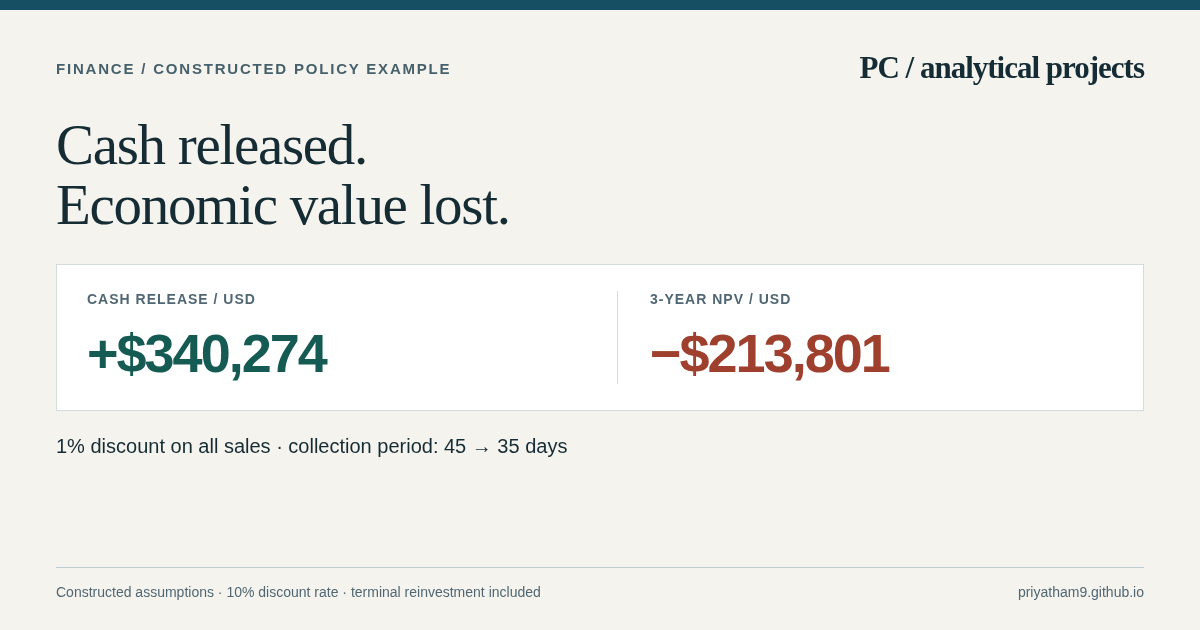 FINANCE / CONSTRUCTED POLICY EXAMPLE
PC / analytical projects
Cash released.
Economic value lost.
CASH RELEASE / USD
+$340,274
3-YEAR NPV / USD
−$213,801
1% discount on all sales · collection period: 45 → 35 days
Constructed assumptions · 10% discount rate · terminal reinvestment included
priyatham9.github.io